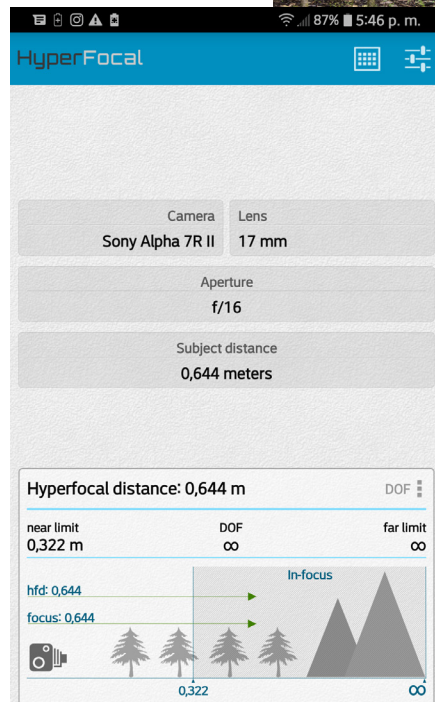 87% 5:46 p. m.
HyperFocal
Camera
Sony Alpha 7R II
Lens
17 mm
Aperture
f/16
Subject distance
0,644 meters
Hyperfocal distance: 0,644 m
DOF
near limit
DOF
far limit
0,322 m
∞
∞
In-focus
hfd: 0,644
focus: 0,644
0,322
∞